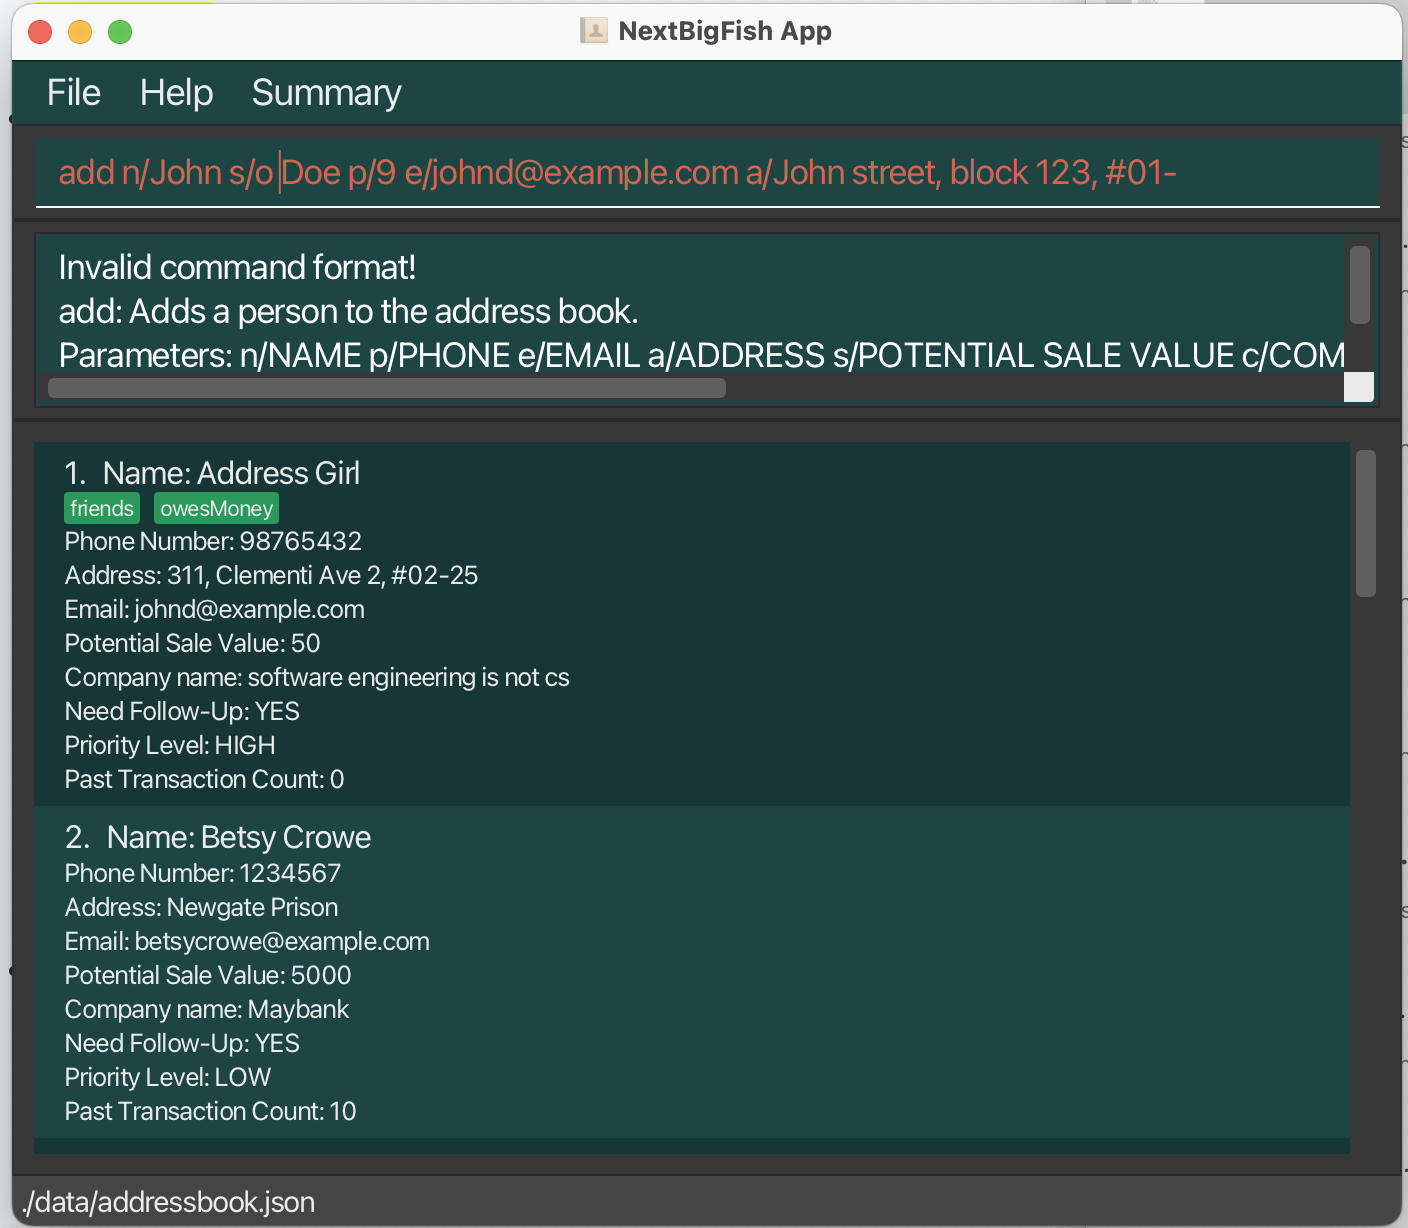 NextBigFish App
File Help Summary
add n/John s/o Doe p/9 e/johnd@example.com a/John street, block 123, #01-
Invalid command format!
add: Adds a person to the address book.
Parameters: n/NAME p/PHONE e/EMAIL a/ADDRESS s/POTENTIAL SALE VALUE c/COM
1. Name: Address Girl
friends owesMoney
Phone Number: 98765432
Address: 311, Clementi Ave 2, #02-25
Email: johnd@example.com
Potential Sale Value: 50
Company name: software engineering is not cs
Need Follow-Up: YES
Priority Level: HIGH
Past Transaction Count: 0
2. Name: Betsy Crowe
Phone Number: 1234567
Address: Newgate Prison
Email: betsycrowe@example.com
Potential Sale Value: 5000
Company name: Maybank
Need Follow-Up: YES
Priority Level: LOW
Past Transaction Count: 10
./data/addressbook.json